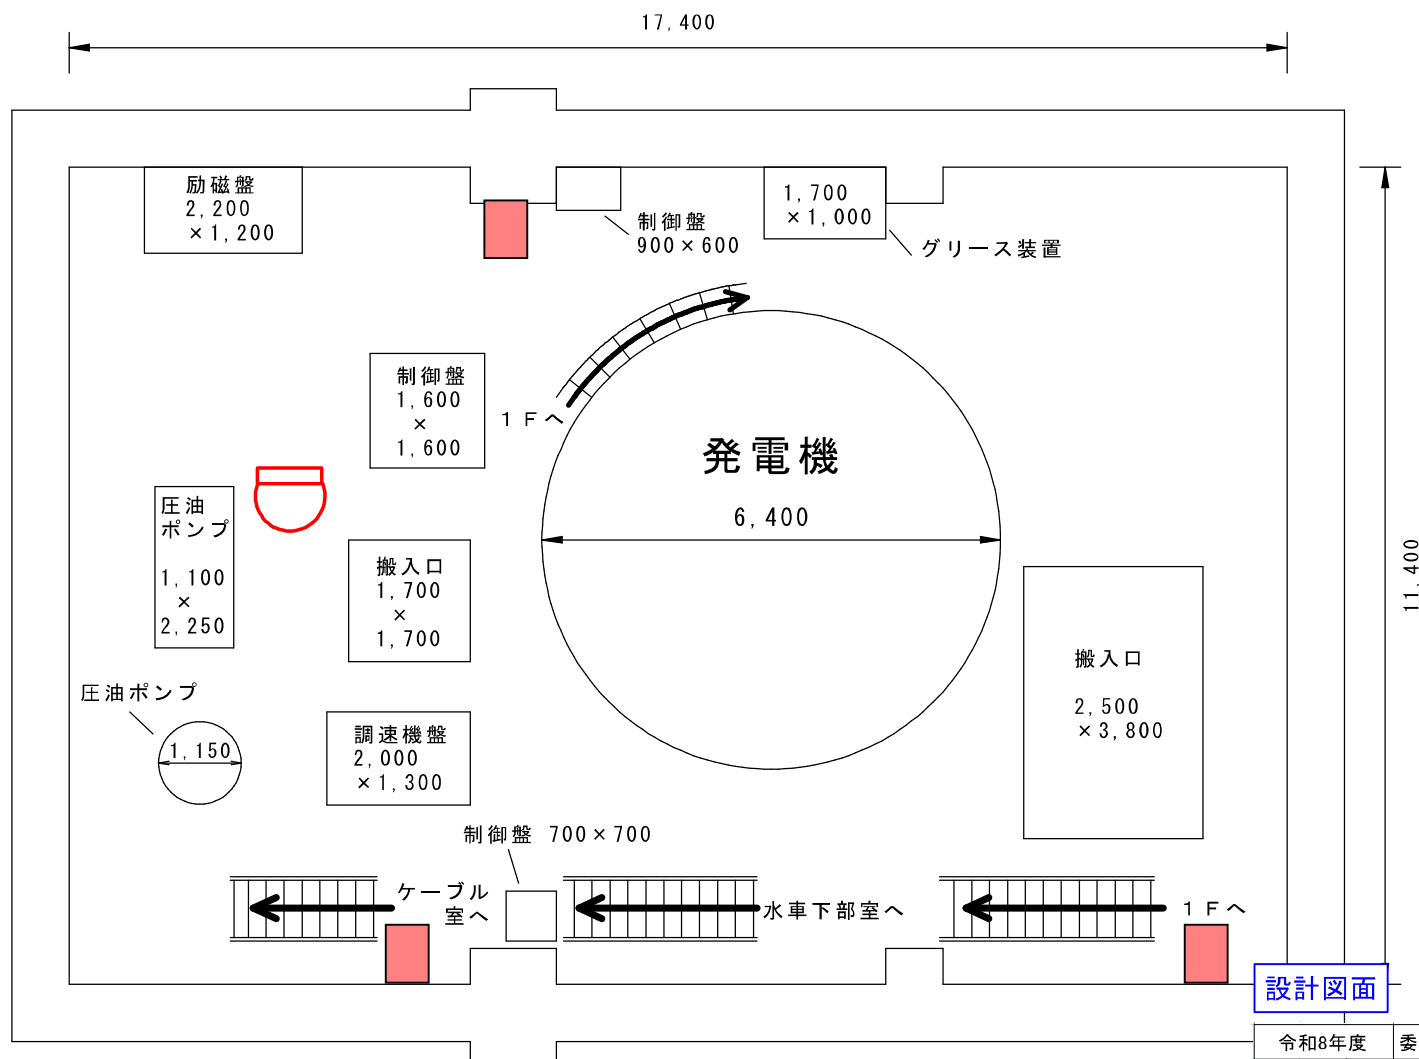 17,400
励磁盤
2,200
×1,200
制御盤
900×600
1,700
×1,000
グリース装置
制御盤
1,600
×
1,600
1Fへ
発電機
6,400
圧油
ポンプ
1,100
×
2,250
搬入口
1,700
×
1,700
11,400
搬入口
2,500
×3,800
圧油ポンプ
1,150
調速機盤
2,000
×1,300
制御盤 700×700
ケーブル
室へ
水車下部室へ
1Fへ
設計図面
令和8年度
委